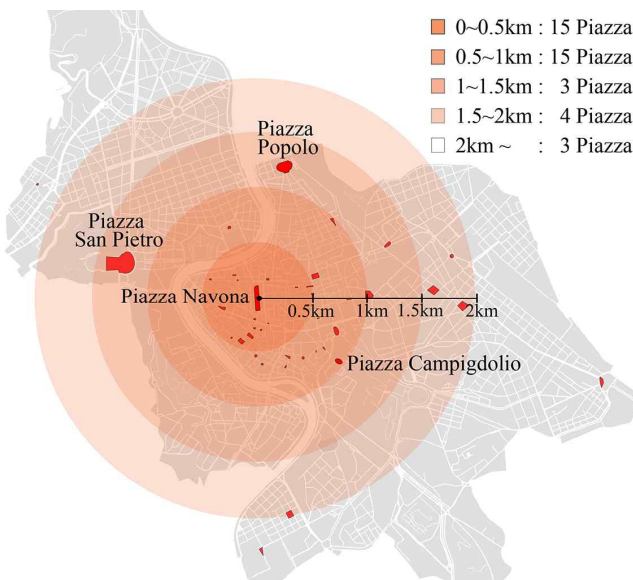 0~0.5km : 15 Piazza
0.5~1km : 15 Piazza
1~1.5km : 3 Piazza
1.5~2km : 4 Piazza
2km ~ : 3 Piazza
Piazza
Popolo
Piazza
San Pietro
Piazza Navona
0.5km
1km
1.5km
2km
Piazza Campigdolio